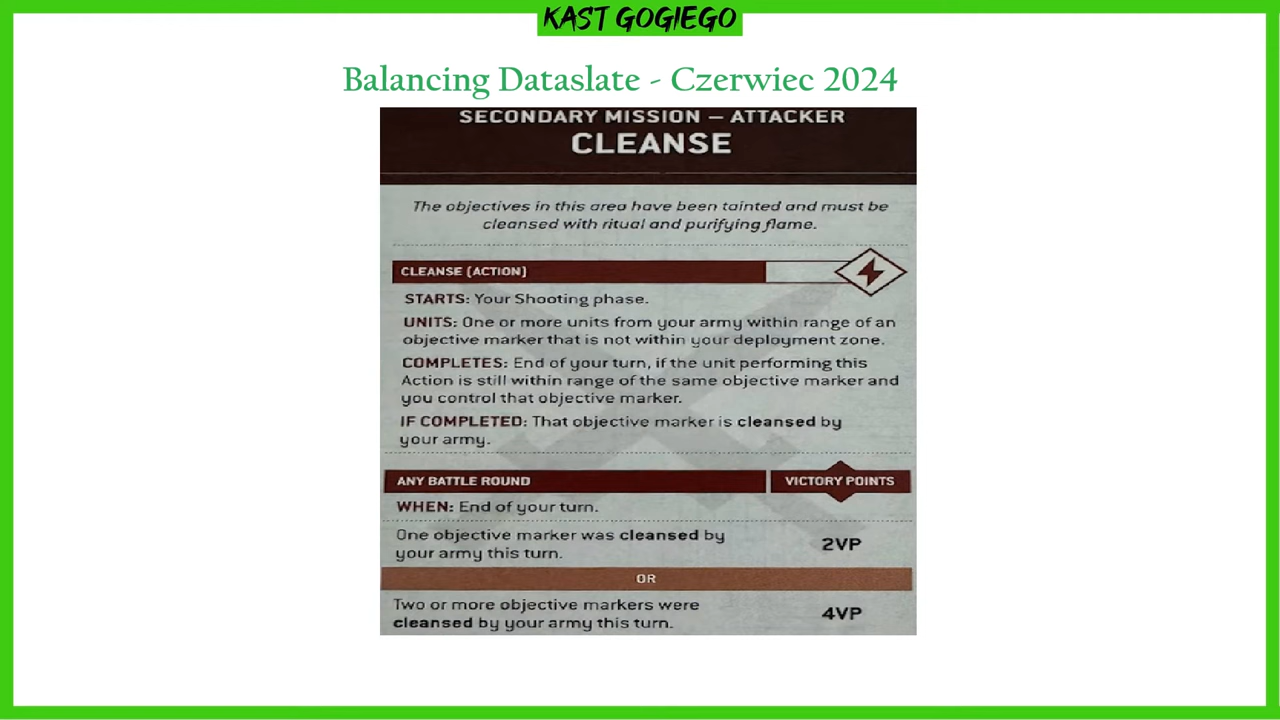 KAST GOGIEGO
Balancing Dataslate - Czerwiec 2024
SECONDARY MISSION – ATTACKER
CLEANSE
The objectives in this area have been tainted and must be
cleansed with ritual and purifying flame.
CLEANSE (ACTION)
STARTS: Your Shooting phase.
UNITS: One or more units from your army within range of an
objective marker that is not within your deployment zone.
COMPLETES: End of your turn, if the unit performing this
Action is still within range of the same objective marker and
you control that objective marker.
IF COMPLETED: That objective marker is cleansed by
your army.
ANY BATTLE ROUND VICTORY POINTS
WHEN: End of your turn.
One objective marker was cleansed by
your army this turn.
2VP
OR
Two or more objective markers were
cleansed by your army this turn.
4VP